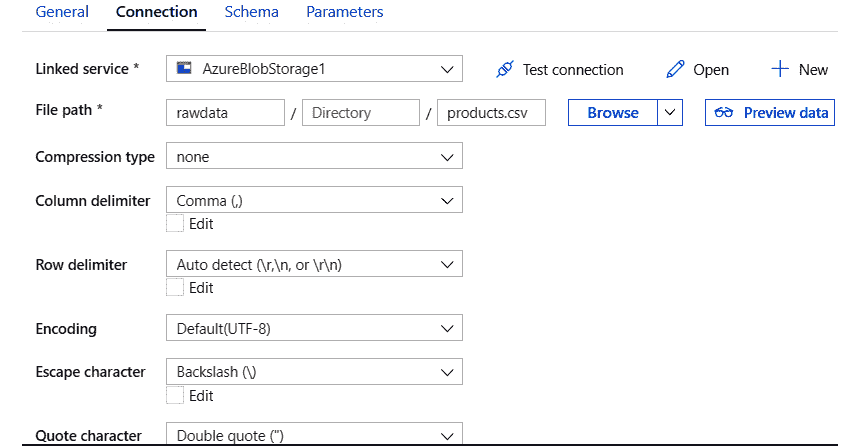 General Connection Schema Parameters
Linked service * AzureBlobStorage1 Test connection Open New
File path * rawdata / Directory / products.csv Browse Preview data
Compression type none
Column delimiter Comma (,)
Edit
Row delimiter Auto detect (\r,\n, or \r\n)
Edit
Encoding Default(UTF-8)
Escape character Backslash (\)
Edit
Quote character Double quote (")